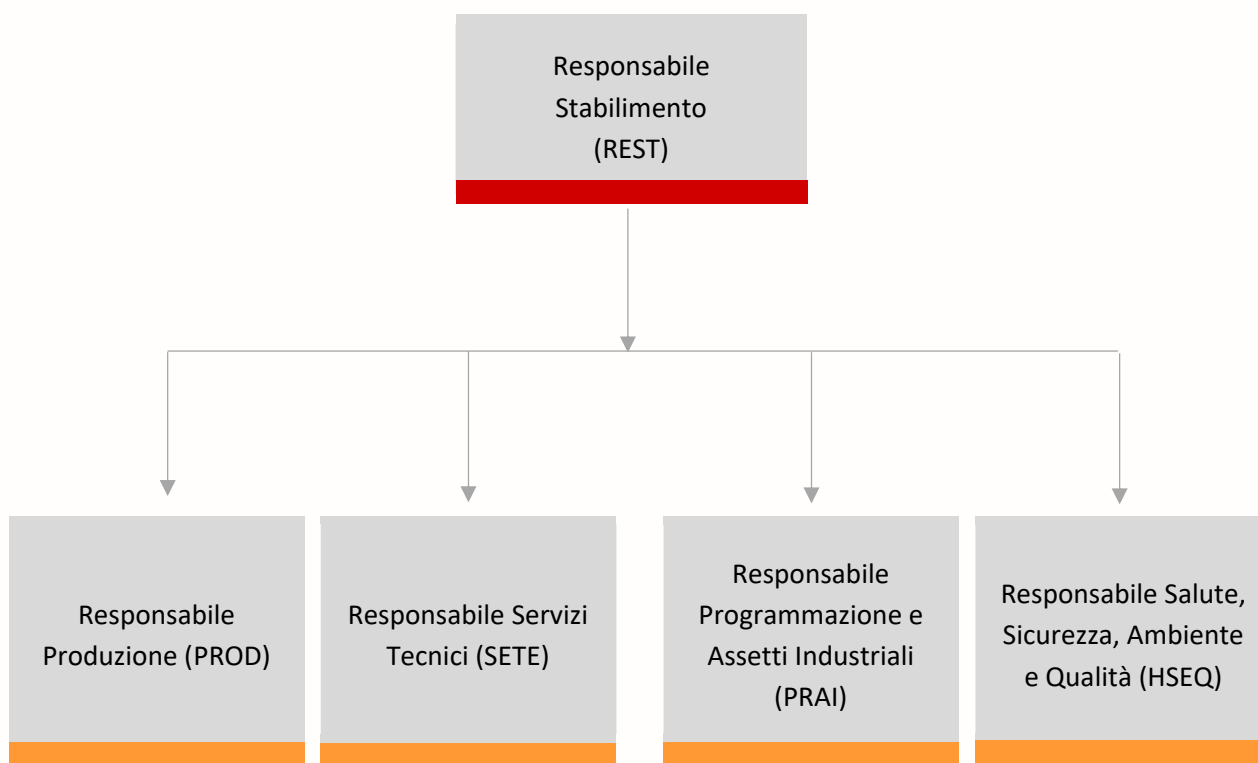 Responsabile
Stabilimento
(REST)
Responsabile
Produzione (PROD)
Responsabile Servizi
Tecnici (SETE)
Responsabile
Programmazione e
Assetti Industriali
(PRAI)
Responsabile Salute,
Sicurezza, Ambiente
e Qualità (HSEQ)